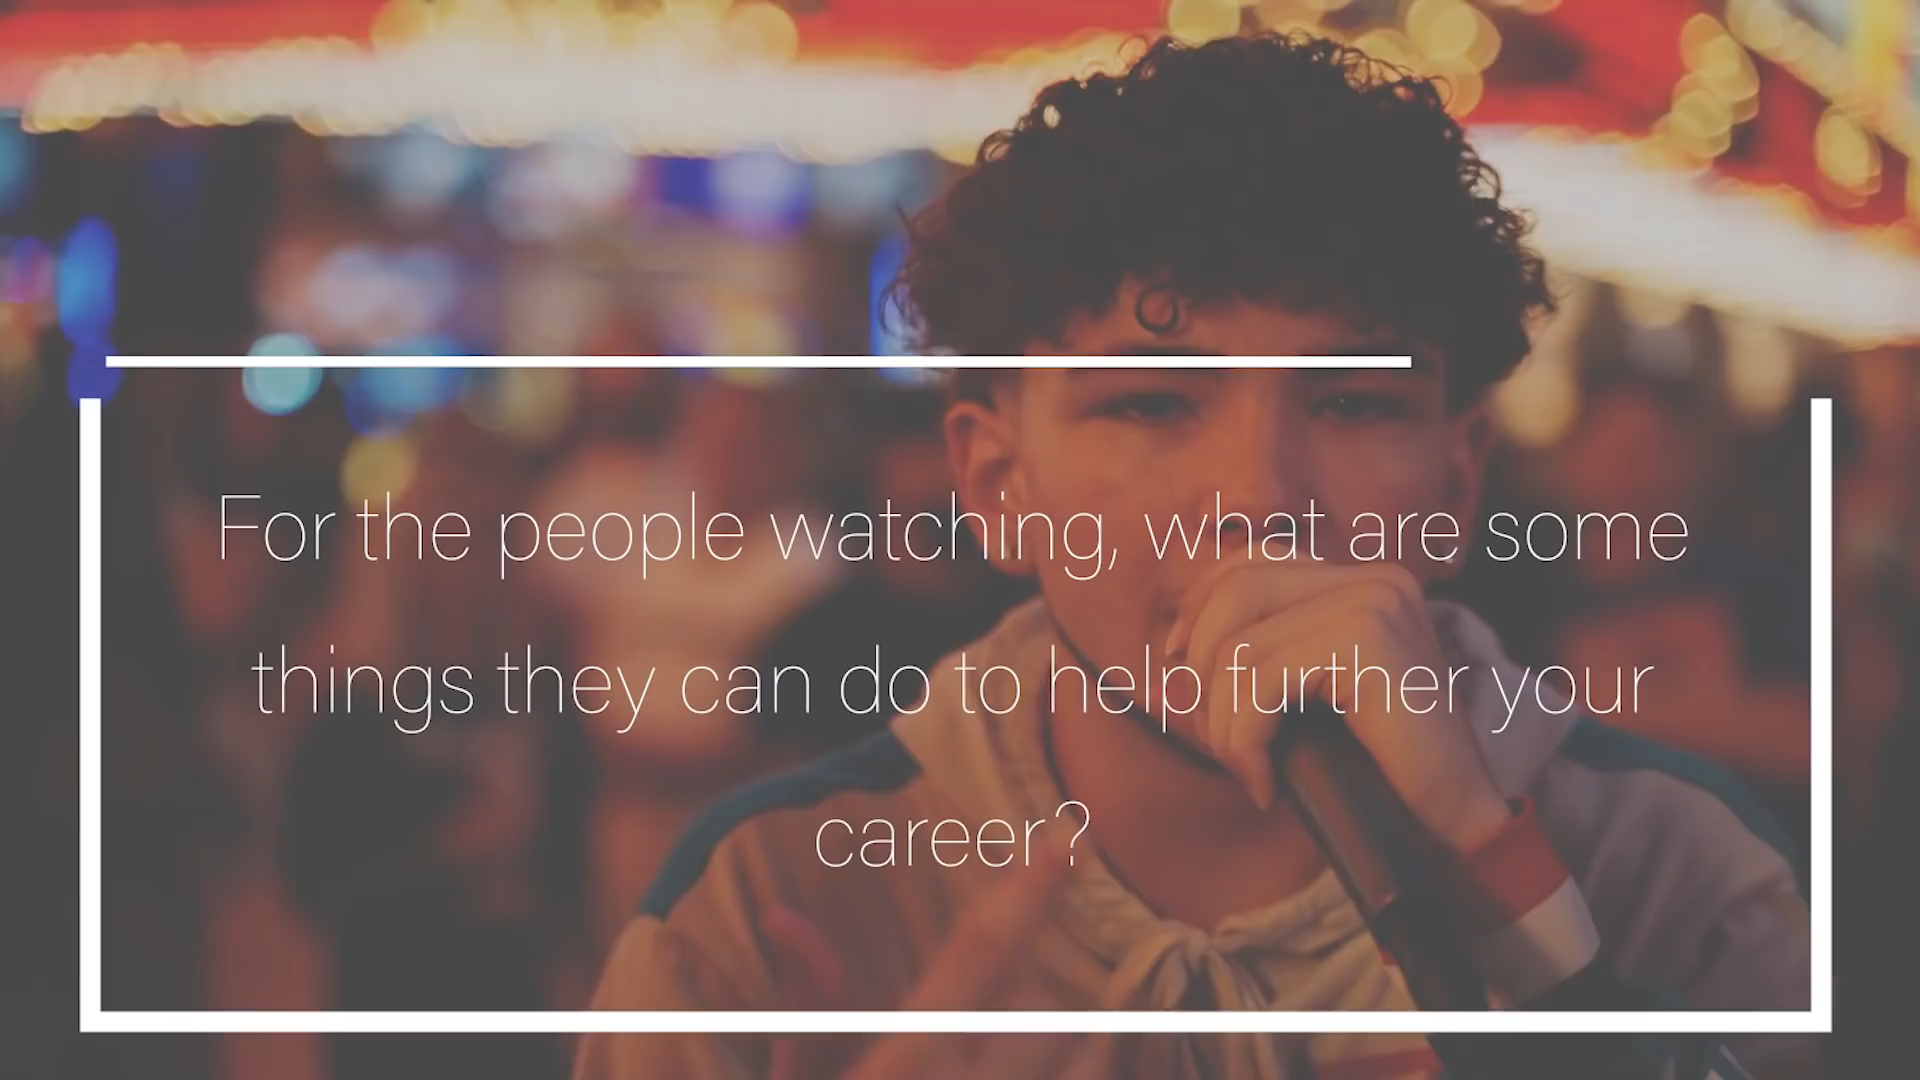 For the people watching, what are some
things they can do to help further your
career?